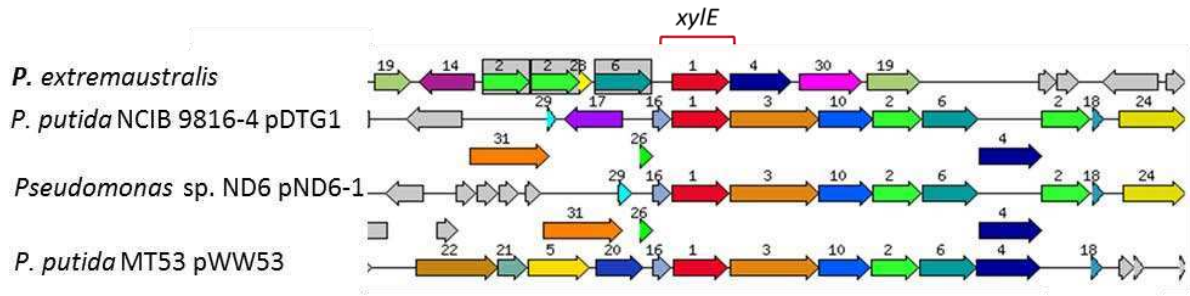 xylE
19 14 2 2 28 6 1 4 30 19
P. extremaustralis
29 17 16 1 3 10 2 6 2 18 24
P. putida NCIB 9816-4 pDTG1
31 26 4
29 16 1 3 10 2 6 2 18 24
Pseudomonas sp. ND6 pND6-1
31 26 4
22 21 5 20 16 1 3 10 2 6 4 18
P. putida MT53 pWW53